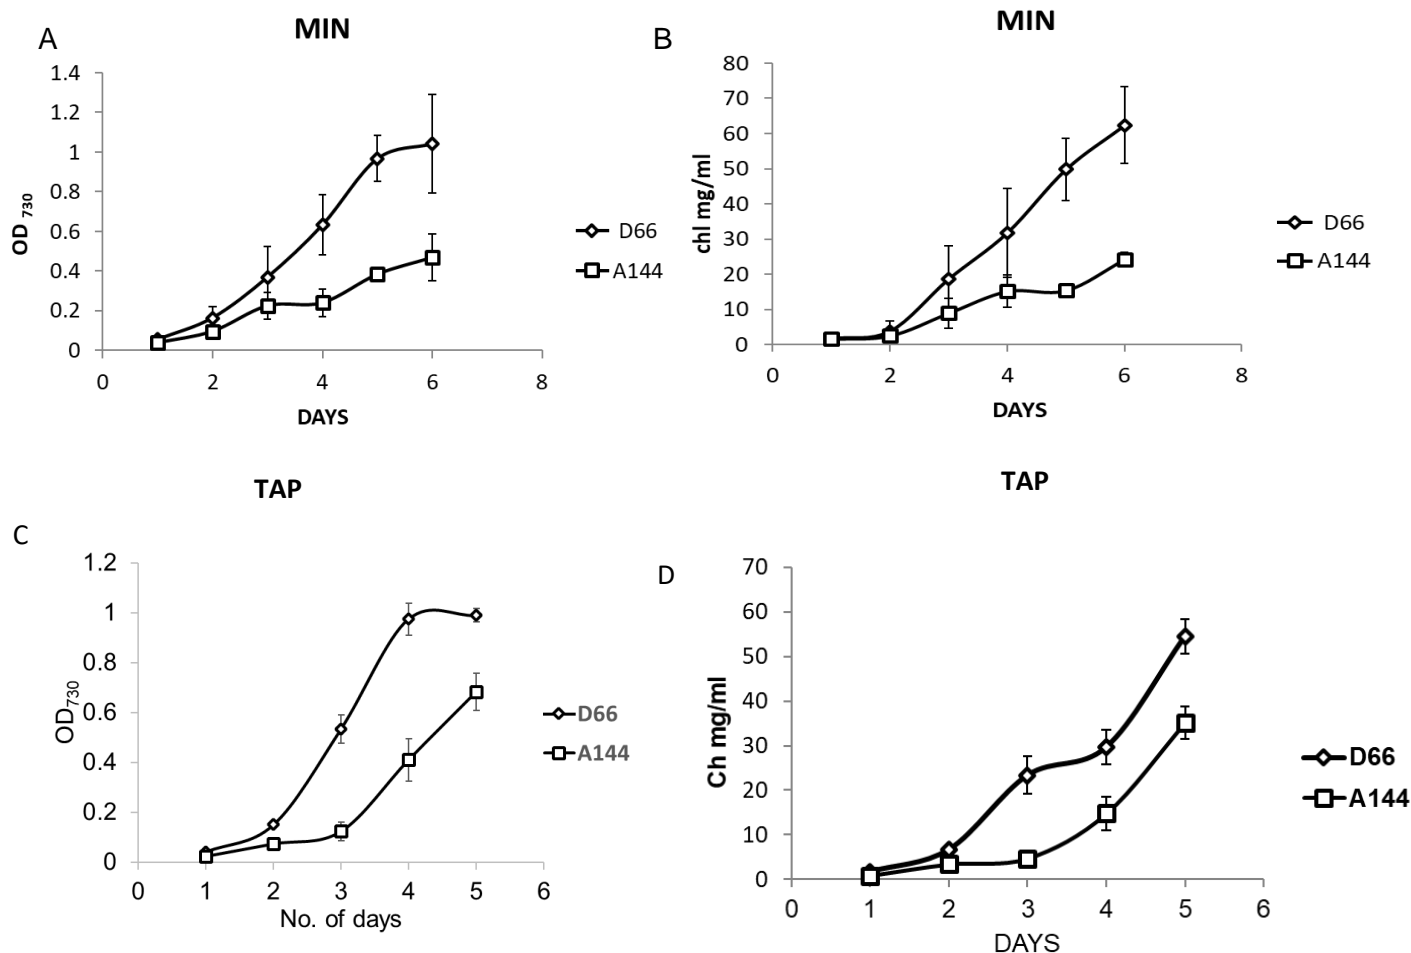 A
MIN
1.4
1.2
1
0.8
0.6
0.4
0.2
0
OD 730
0 2 4 6 8
DAYS
D66
A144
B
MIN
80
70
60
50
40
30
20
10
0
chl mg/ml
0 2 4 6 8
DAYS
D66
A144
C
TAP
1.2
1
0.8
0.6
0.4
0.2
0
OD730
0 1 2 3 4 5 6
No. of days
D66
A144
D
TAP
70
60
50
40
30
20
10
0
Ch mg/ml
0 1 2 3 4 5 6
DAYS
D66
A144